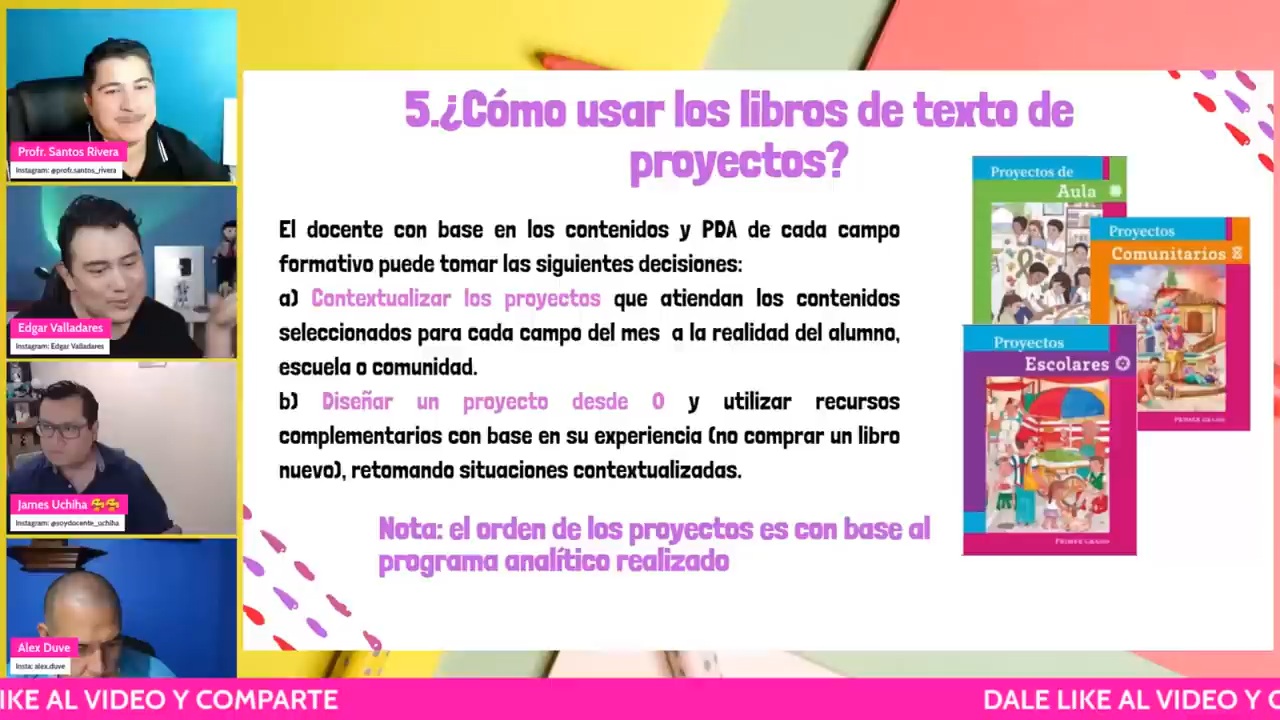 Profr. Santos Rivera
Instagram: @profr.santos_rivera
Edgar Valladares
Instagram: Edgar Valladares
James Uchiha 🥰🥰
Instagram: @soydocente_uchiha
Alex Duve
Insta: alex.duve
5.¿Cómo usar los libros de texto de
proyectos?
El docente con base en los contenidos y PDA de cada campo
formativo puede tomar las siguientes decisiones:
a) Contextualizar los proyectos que atiendan los contenidos
seleccionados para cada campo del mes a la realidad del alumno,
escuela o comunidad.
b) Diseñar un proyecto desde 0 y utilizar recursos
complementarios con base en su experiencia (no comprar un libro
nuevo), retomando situaciones contextualizadas.
Nota: el orden de los proyectos es con base al
programa analítico realizado
Proyectos de
Aula
Proyectos
Comunitarios
PRIMER GRADO
Proyectos
Escolares
PRIMER GRADO
IKE AL VIDEO Y COMPARTE
DALE LIKE AL VIDEO Y C